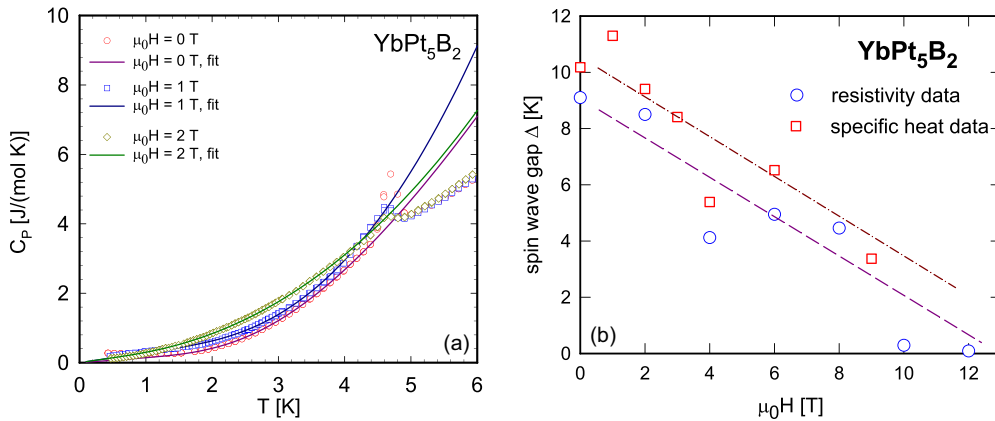 (a)
YbPt5B2
μ0H = 0 T
μ0H = 0 T, fit
μ0H = 1 T
μ0H = 1 T, fit
μ0H = 2 T
μ0H = 2 T, fit
CP [J/(mol K)]
10
8
6
4
2
0
0 1 2 3 4 5 6
T [K]
(a)
YbPt5B2
resistivity data
specific heat data
spin wave gap Δ [K]
12
10
8
6
4
2
0
0 2 4 6 8 10 12
μ0H [T]
(b)